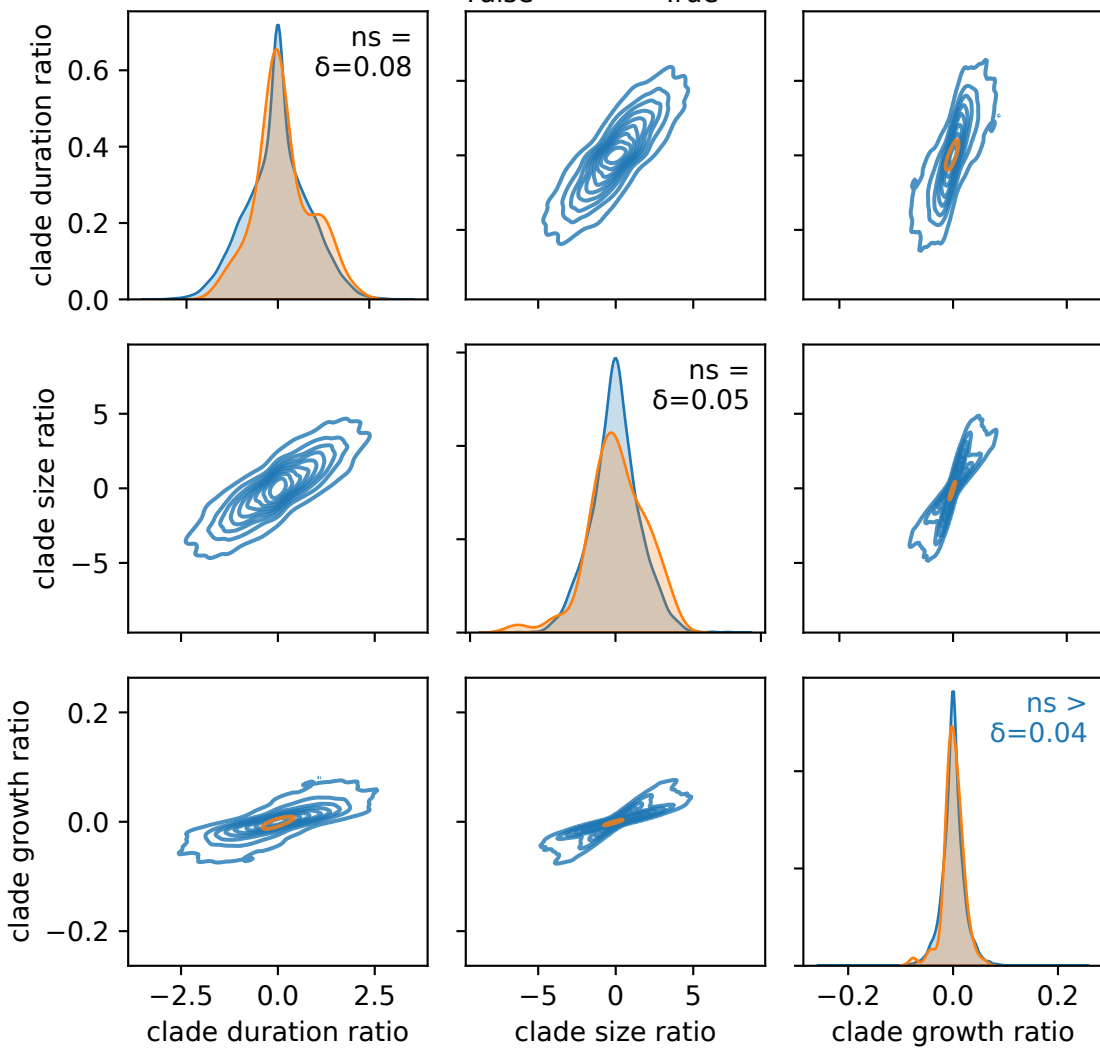 clade duration ratio
0.6
0.4
0.2
0.0
ns =
δ=0.08
clade size ratio
5
0
−5
ns =
δ=0.05
clade growth ratio
0.2
0.0
−0.2
ns >
δ=0.04
−2.5 0.0 2.5
−5 0 5
−0.2 0.0 0.2
clade duration ratio
clade size ratio
clade growth ratio